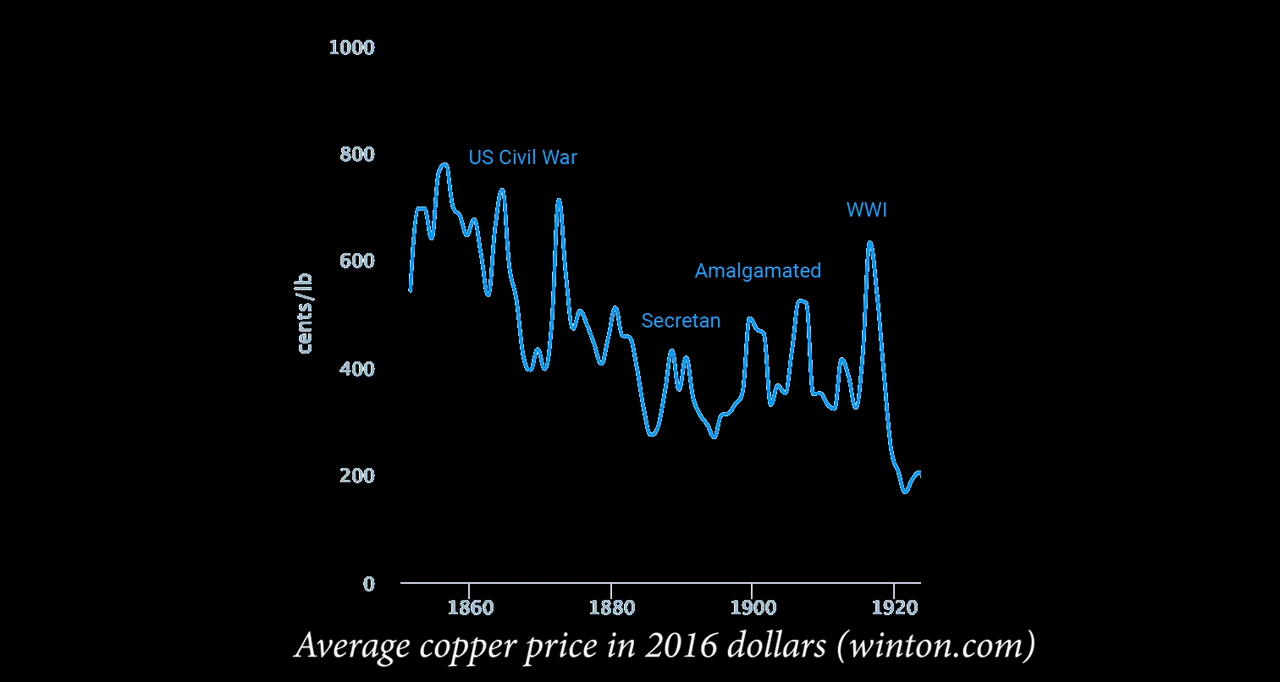 1000
800
US Civil War
WWI
600
Amalgamated
Secretan
cents/lb
400
200
0
1860 1880 1900 1920
Average copper price in 2016 dollars (winton.com)